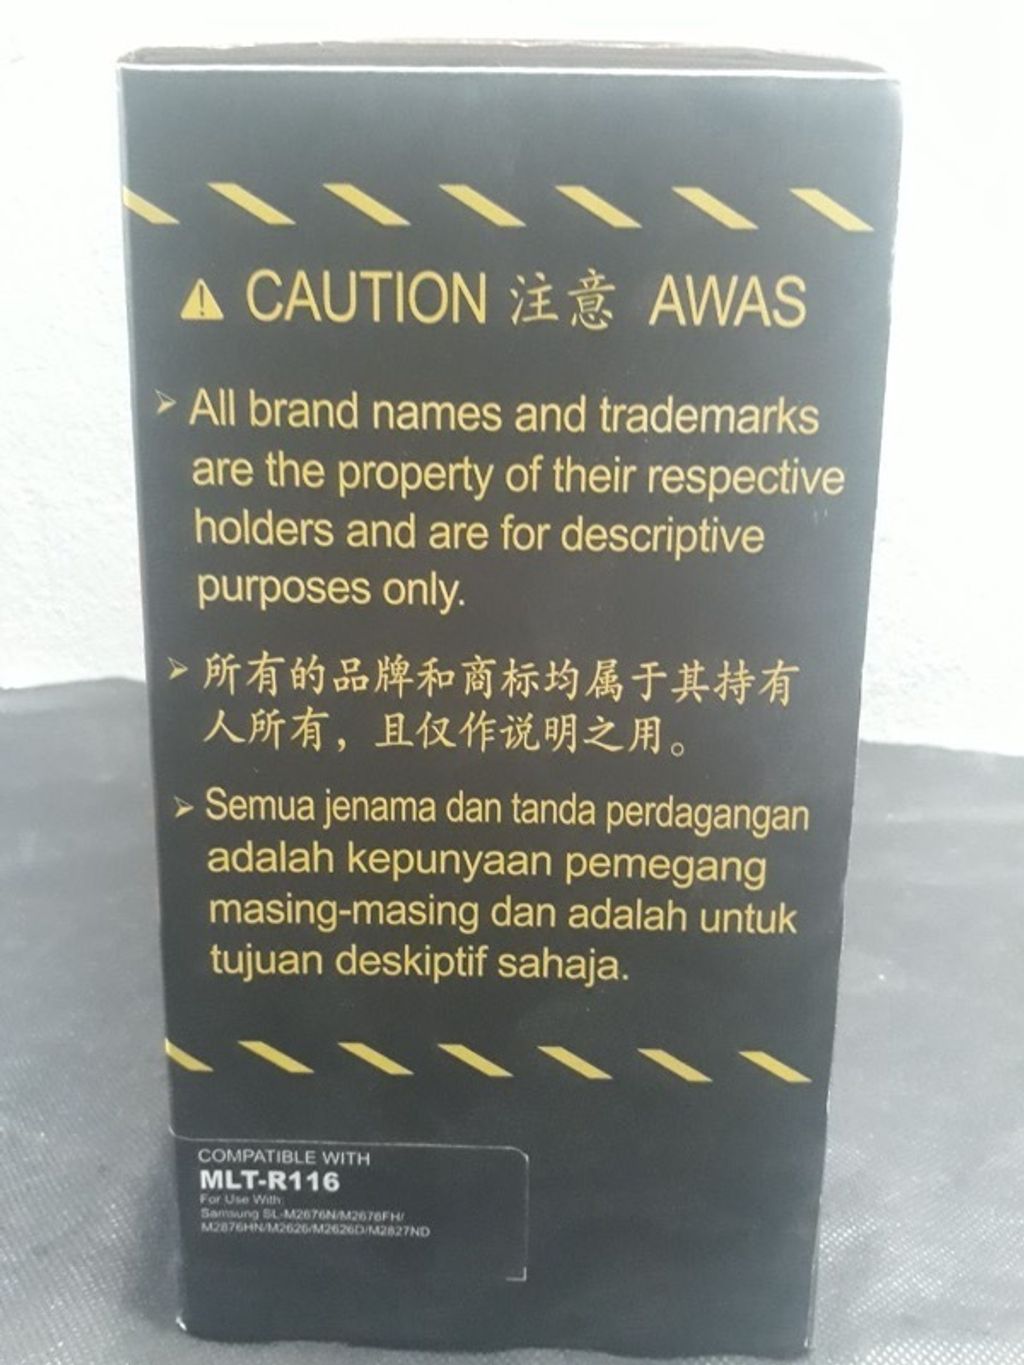 CAUTION 注意 AWAS
All brand names and trademarks
are the property of their respective
holders and are for descriptive
purposes only.
所有的品牌和商标均属于其持有
人所有，且仅作说明之用。
Semua jenama dan tanda perdagangan
adalah kepunyaan pemegang
masing-masing dan adalah untuk
tujuan deskiptif sahaja.
COMPATIBLE WITH
MLT-R116
For Use With:
Samsung SL-M2676N/M2676FH/
M2876HN/M2626/M2626D/M2827ND